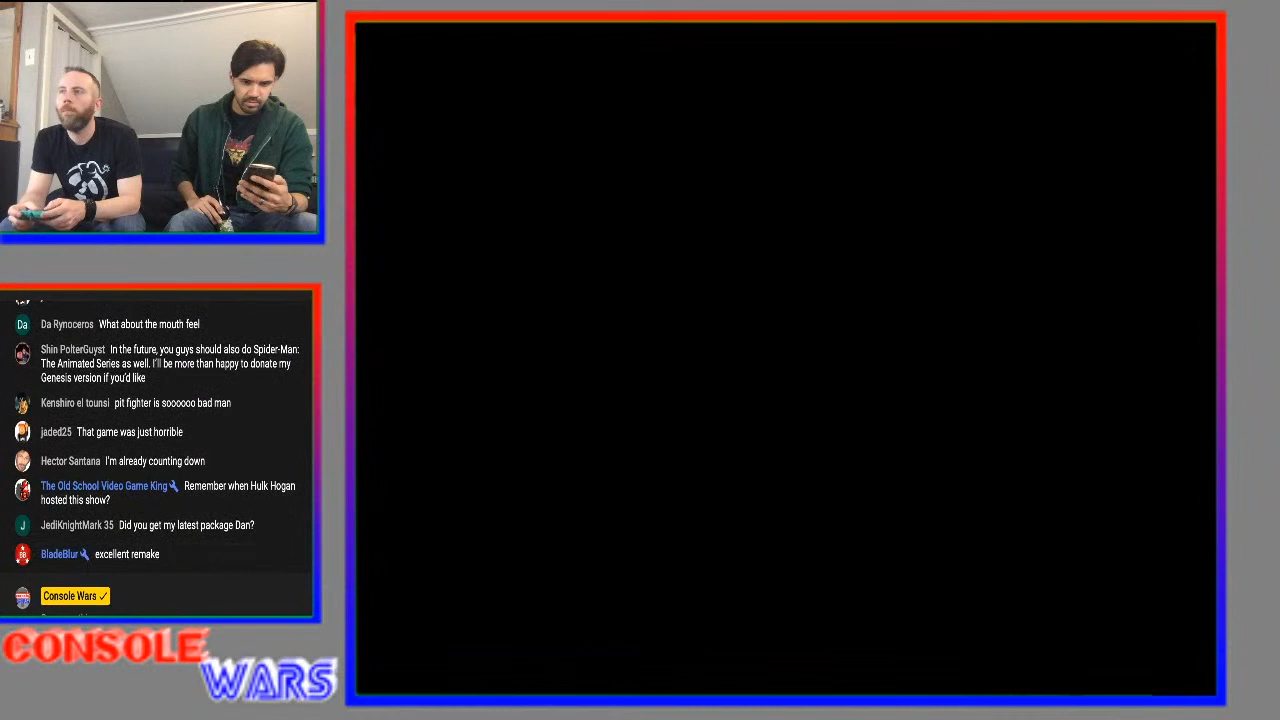 Da Rynoceros What about the mouth feel
Shin PolterGuyst In the future, you guys should also do Spider-Man:
The Animated Series as well. I'll be more than happy to donate my
Genesis version if you'd like
Kenshiro el tounsi pit fighter is soooooo bad man
jaded25 That game was just horrible
Hector Santana I'm already counting down
The Old School Video Game King Remember when Hulk Hogan
hosted this show?
JediKnightMark 35 Did you get my latest package Dan?
BladeBlur excellent remake
Console Wars
CONSOLE
WARS